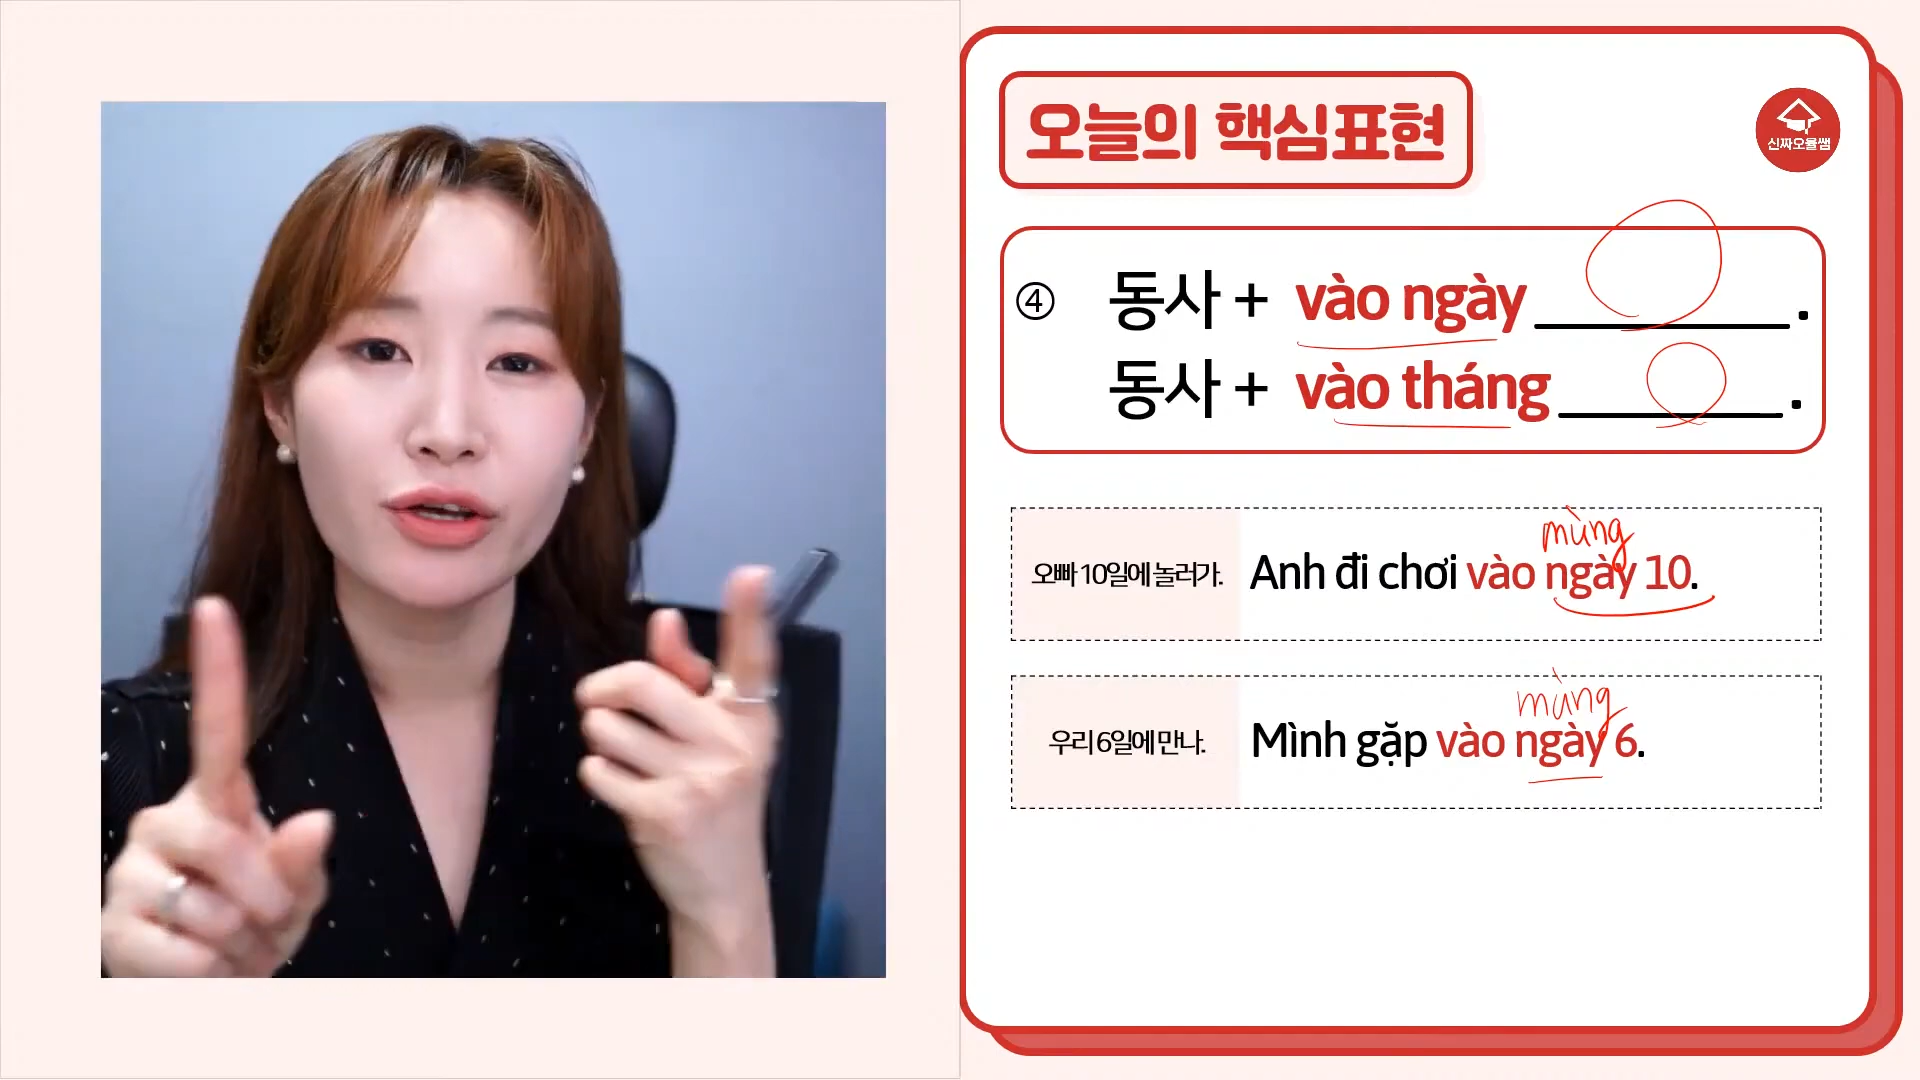 오늘의 핵심표현
신짜오율쌤
④ 동사 + vào ngày ________.
동사 + vào tháng ________.
mùng
오빠 10일에 놀러가. Anh đi chơi vào ngày 10.
mùng
우리 6일에 만나. Mình gặp vào ngày 6.